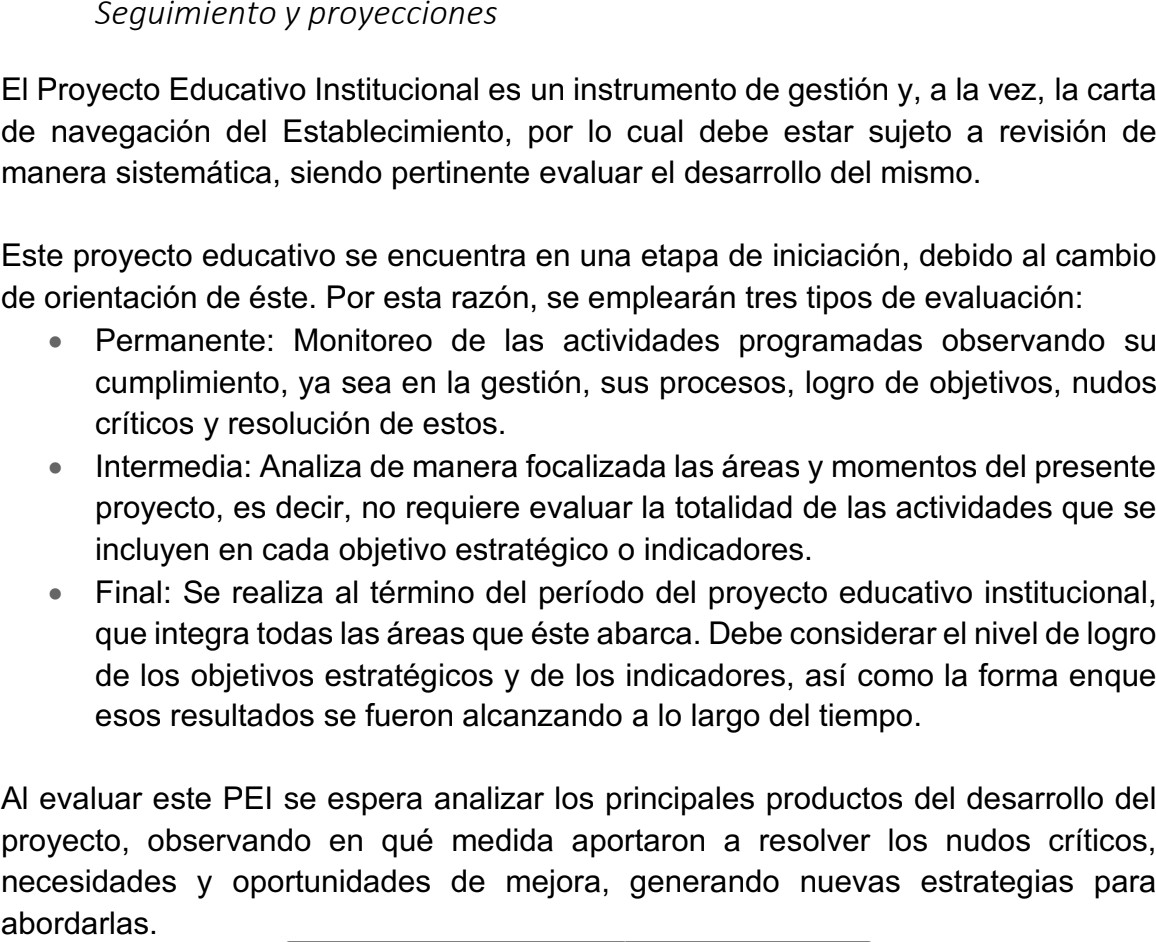 Seguimiento y proyecciones
El Proyecto Educativo Institucional es un instrumento de gestión y, a la vez, la carta
de navegación del Establecimiento, por lo cual debe estar sujeto a revisión de
manera sistemática, siendo pertinente evaluar el desarrollo del mismo.
Este proyecto educativo se encuentra en una etapa de iniciación, debido al cambio
de orientación de éste. Por esta razón, se emplearán tres tipos de evaluación:
• Permanente: Monitoreo de las actividades programadas observando su
cumplimiento, ya sea en la gestión, sus procesos, logro de objetivos, nudos
críticos y resolución de estos.
• Intermedia: Analiza de manera focalizada las áreas y momentos del presente
proyecto, es decir, no requiere evaluar la totalidad de las actividades que se
incluyen en cada objetivo estratégico o indicadores.
• Final: Se realiza al término del período del proyecto educativo institucional,
que integra todas las áreas que éste abarca. Debe considerar el nivel de logro
de los objetivos estratégicos y de los indicadores, así como la forma enque
esos resultados se fueron alcanzando a lo largo del tiempo.
Al evaluar este PEI se espera analizar los principales productos del desarrollo del
proyecto, observando en qué medida aportaron a resolver los nudos críticos,
necesidades y oportunidades de mejora, generando nuevas estrategias para
abordarlas.